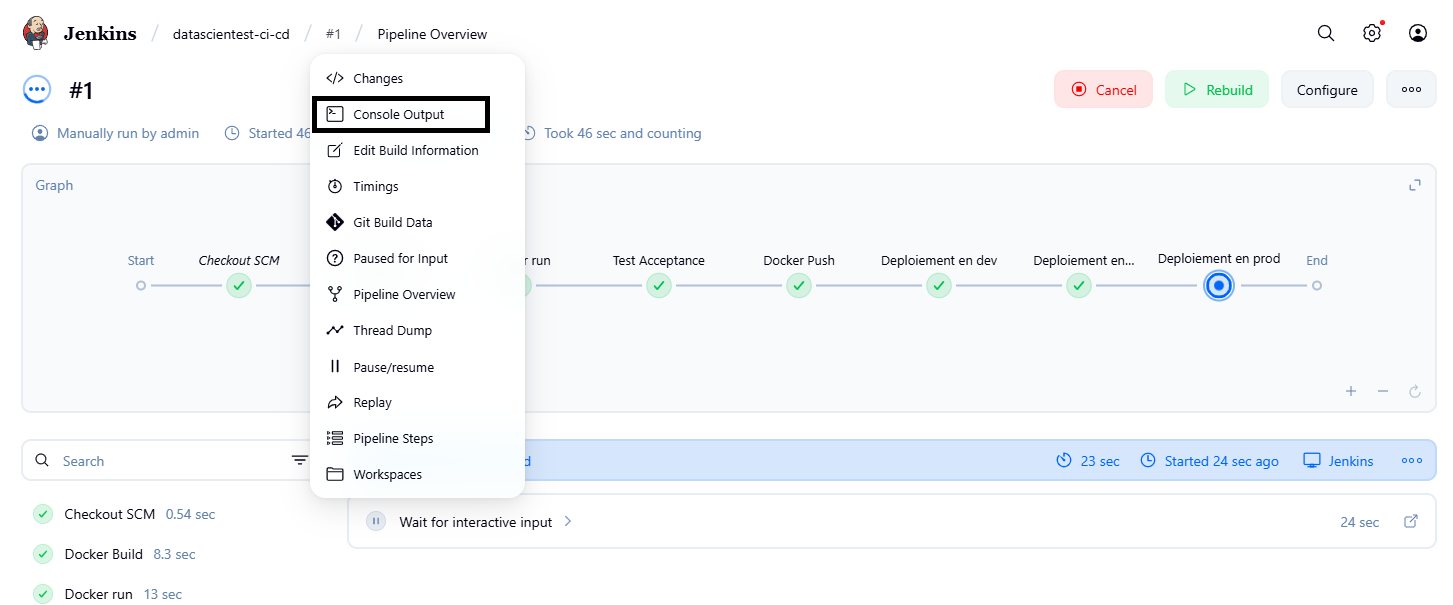 Jenkins / datascientest-ci-cd / #1 / Pipeline Overview
Changes
#1
Cancel
Rebuild
Configure
Console Output
Manually run by admin
Started 46
Took 46 sec and counting
Edit Build Information
Graph
Timings
Git Build Data
Start
Checkout SCM
r run
Test Acceptance
Docker Push
Deploiement en dev
Deploiement en...
Deploiement en prod
End
Paused for Input
Pipeline Overview
Thread Dump
Pause/resume
Replay
Pipeline Steps
Search
d
23 sec
Started 24 sec ago
Jenkins
Workspaces
Checkout SCM 0.54 sec
Wait for interactive input
24 sec
Docker Build 8.3 sec
Docker run 13 sec